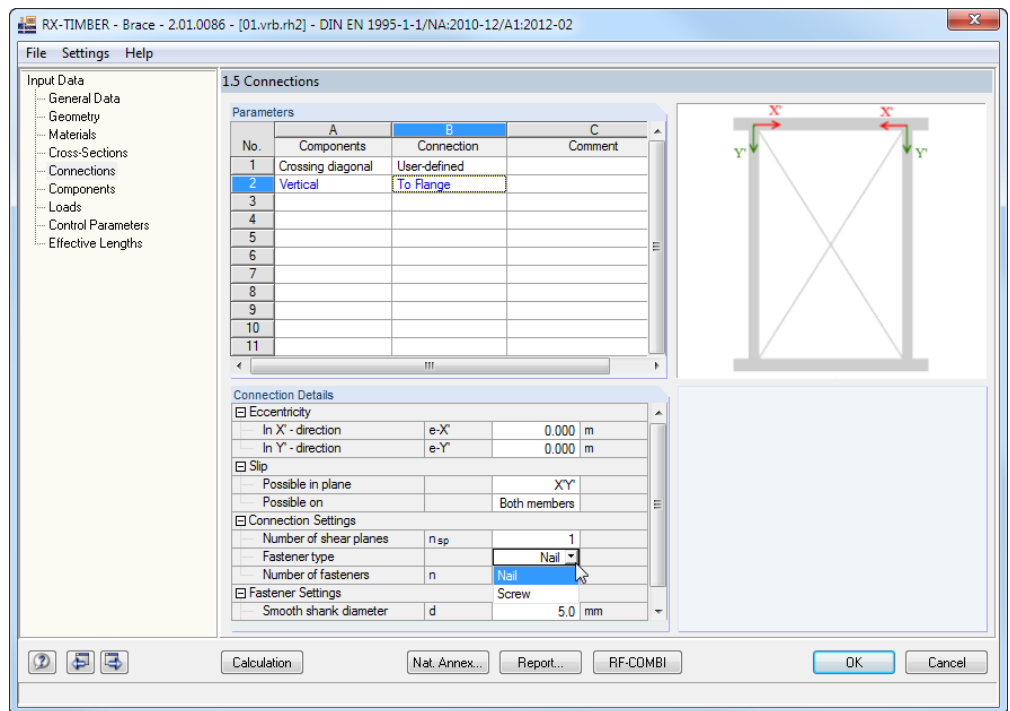 RX-TIMBER - Brace - 2.01.0086 - [01.vrb.rh2] - DIN EN 1995-1-1/NA:2010-12/A1:2012-02
File Settings Help
Input Data
General Data
Geometry
Materials
Cross-Sections
Connections
Components
Loads
Control Parameters
Effective Lengths
1.5 Connections
Parameters
A B C
No. Components Connection Comment
1 Crossing diagonal User-defined
2 Vertical To Flange
3
4
5
6
7
8
9
10
11
X' X'
Y' Y'
Connection Details
Eccentricity
In X' - direction e-X' 0.000 m
In Y' - direction e-Y' 0.000 m
Slip
Possible in plane X'Y'
Possible on Both members
Connection Settings
Number of shear planes nsp 1
Fastener type Nail
Number of fasteners n Nail
Fastener Settings Screw
Smooth shank diameter d 5.0 mm
Calculation Nat. Annex... Report... RF-COMBI OK Cancel